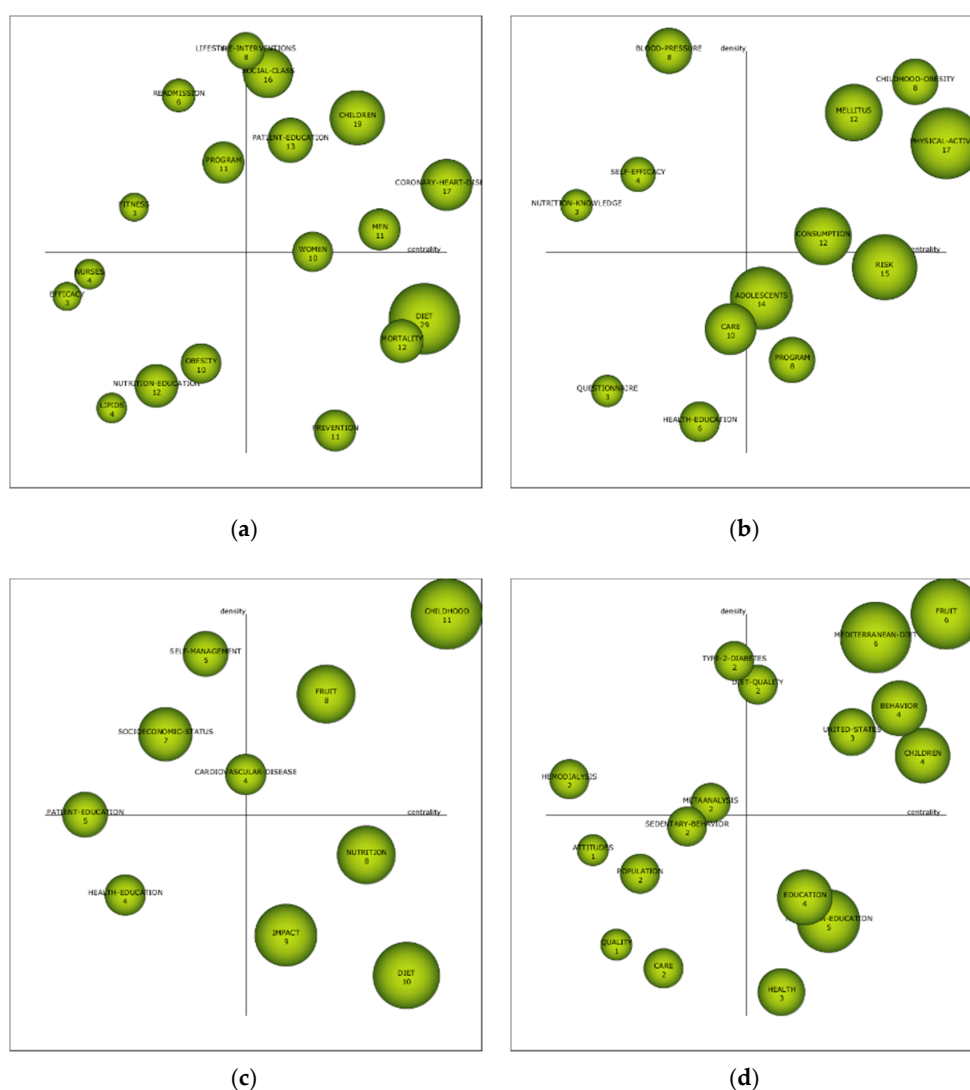 LIFESTYLE-INTERVENTIONS
8
SOCIAL-CLASS
16
READMISSION
6
CHILDREN
19
PATIENT-EDUCATION
13
PROGRAM
11
CORONARY-HEART-DISE
17
FITNESS
3
MEN
11
WOMEN
10
centrality
NURSES
4
EFFICACY
3
DIET
29
MORTALITY
12
OBESITY
10
NUTRITION-EDUCATION
12
LIPIDS
4
PREVENTION
11
(a)
density
BLOOD-PRESSURE
8
CHILDHOOD-OBESITY
8
MELLITUS
12
PHYSICAL-ACTIV
17
SELF-EFFICACY
4
NUTRITION-KNOWLEDGE
3
CONSUMPTION
12
centrality
RISK
15
ADOLESCENTS
14
CARE
10
PROGRAM
8
QUESTIONNAIRE
3
HEALTH-EDUCATION
6
(b)
density
CHILDHOOD
11
SELF-MANAGEMENT
5
FRUIT
8
SOCIOECONOMIC-STATUS
7
CARDIOVASCULAR-DISEASE
4
centrality
PATIENT-EDUCATION
5
NUTRITION
8
HEALTH-EDUCATION
4
IMPACT
9
DIET
10
(c)
density
FRUIT
6
MEDITERRANEAN-DIET
6
TYPE-2-DIABETES
2
DIET-QUALITY
2
BEHAVIOR
4
UNITED-STATES
3
CHILDREN
4
HEMODIALYSIS
2
METAANALYSIS
2
centrality
SEDENTARY-BEHAVIOR
2
ATTITUDES
1
POPULATION
2
EDUCATION
4
N-EDUCATION
5
QUALITY
1
CARE
2
HEALTH
3
(d)